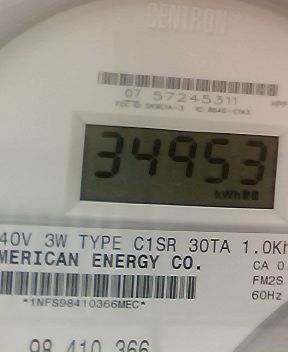 CENTRON
07 57245311
34953
kWh
40V 3W TYPE C1SR 30TA 1.0Kh
MERICAN ENERGY CO.
CA 0.
FM2S
*1NFS98410366MEC*
60Hz
98 410 366